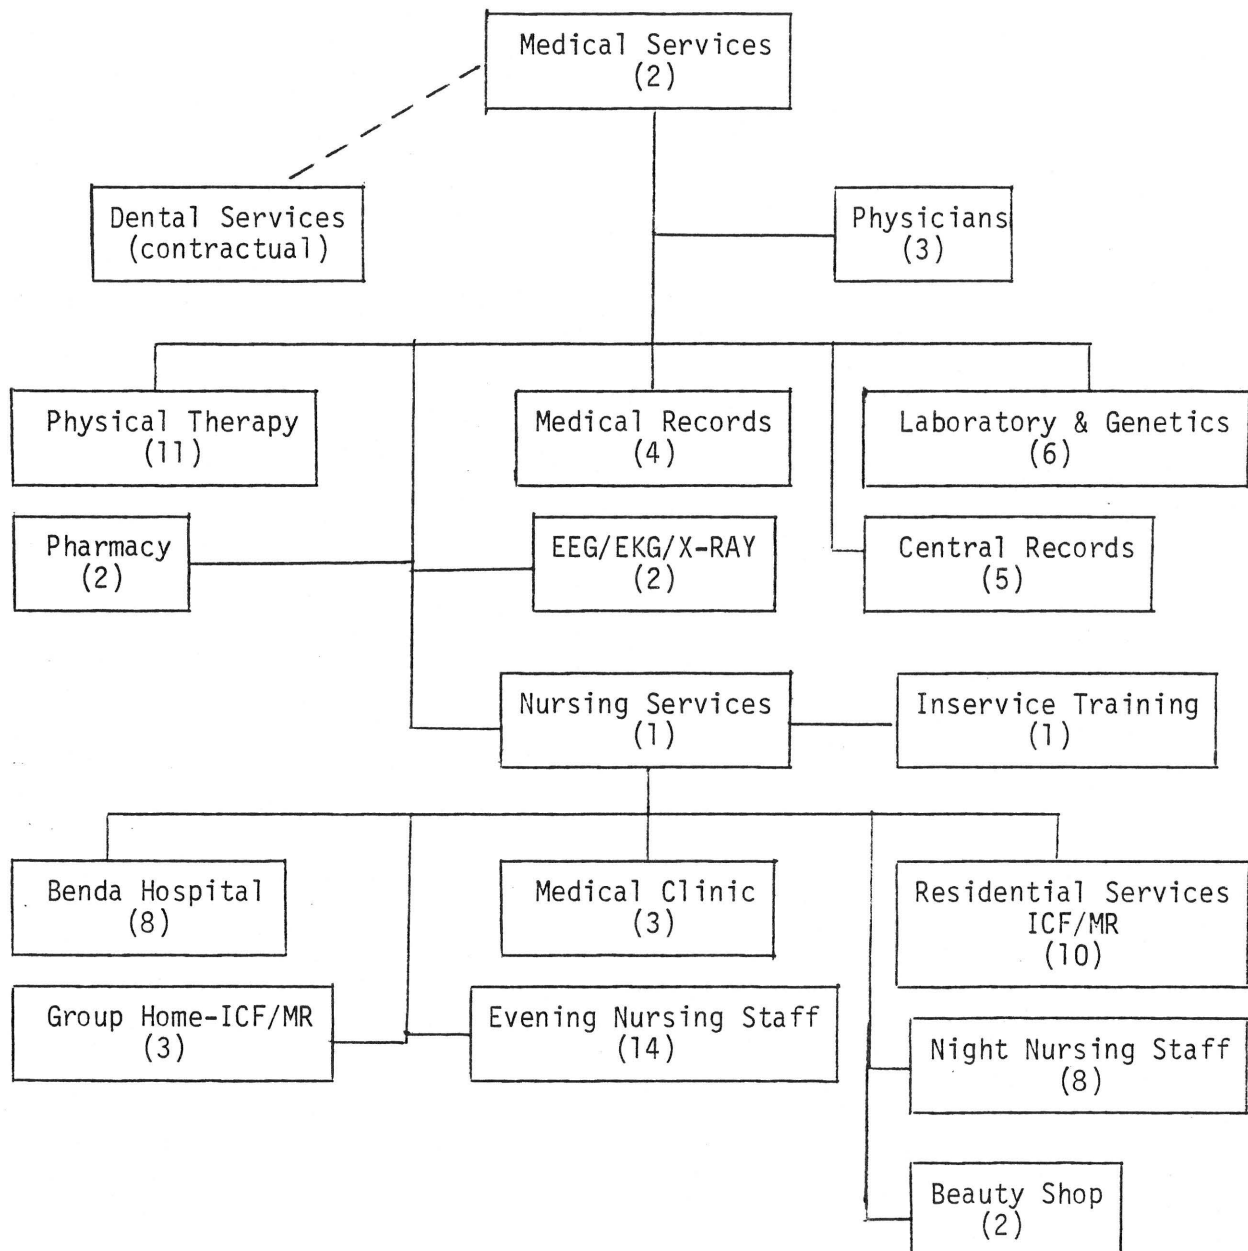 Medical Services
(2)
Dental Services
(contractual)
Physicians
(3)
Physical Therapy
(11)
Medical Records
(4)
Laboratory & Genetics
(6)
Pharmacy
(2)
EEG/EKG/X-RAY
(2)
Central Records
(5)
Nursing Services
(1)
Inservice Training
(1)
Benda Hospital
(8)
Medical Clinic
(3)
Residential Services
ICF/MR
(10)
Group Home-ICF/MR
(3)
Evening Nursing Staff
(14)
Night Nursing Staff
(8)
Beauty Shop
(2)